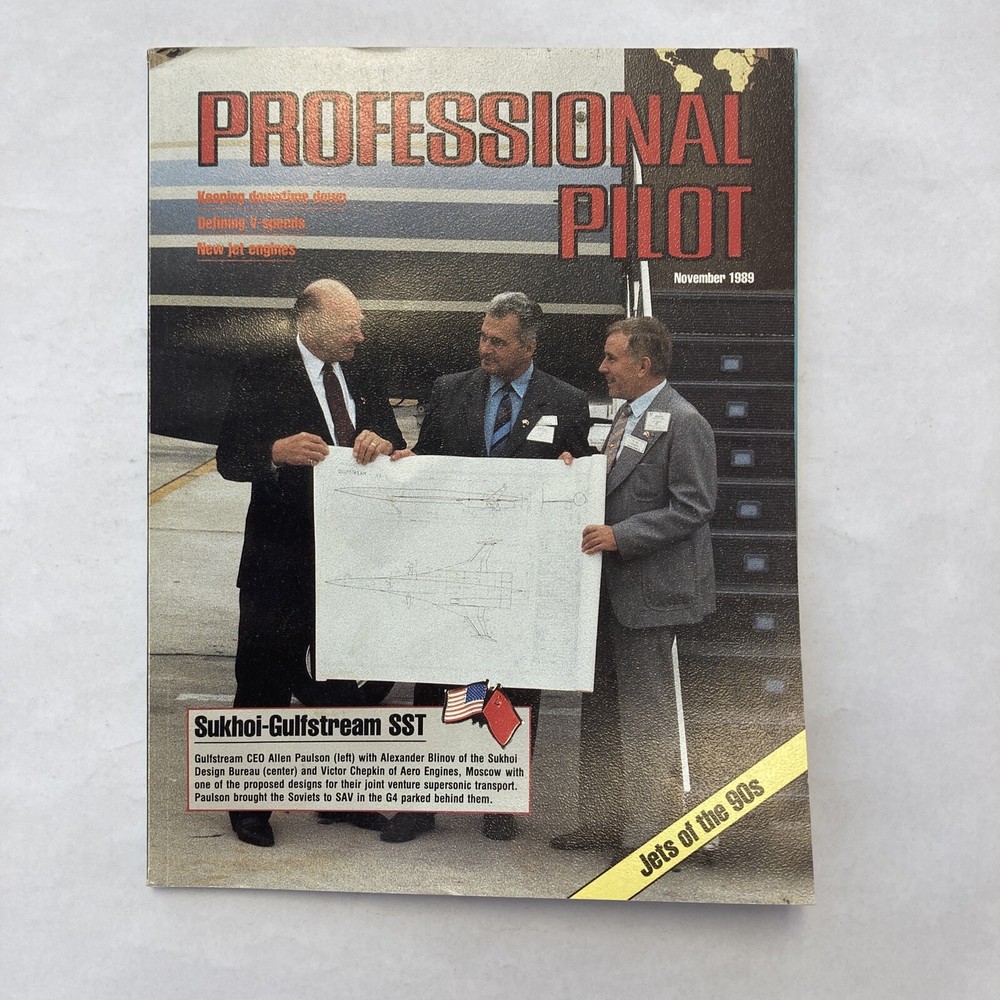 PROFESSIONAL
PILOT
Keeping downtime down
Defining V-speeds
New jet engines
November 1989
GULFSTREAM
Sukhoi-Gulfstream SST
Gulfstream CEO Allen Paulson (left) with Alexander Blinov of the Sukhoi
Design Bureau (center) and Victor Chepkin of Aero Engines, Moscow with
one of the proposed designs for their joint venture supersonic transport.
Paulson brought the Soviets to SAV in the G4 parked behind them.
Jets of the 90s